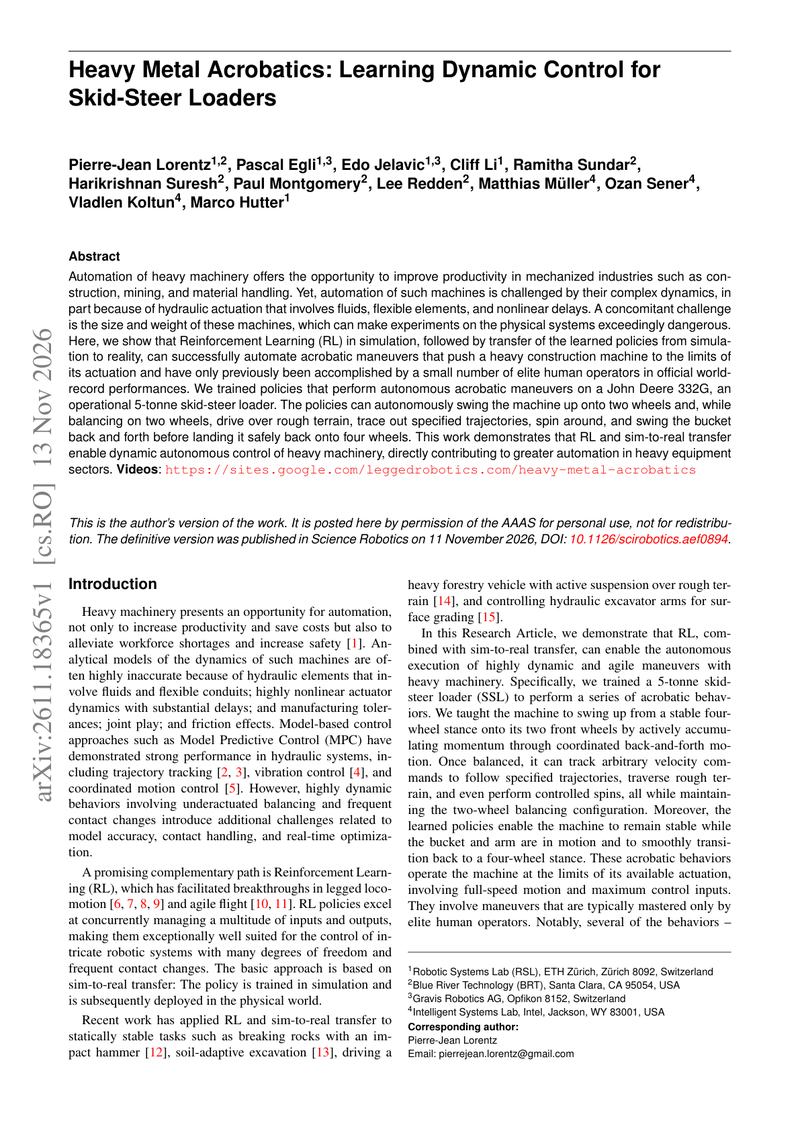 Heavy Metal Acrobatics: Learning Dynamic Control for
Skid-Steer Loaders
Pierre-Jean Lorentz1,2, Pascal Egli1,3, Edo Jelavic1,3, Cliff Li1, Ramitha Sundar2,
Harikrishnan Suresh2, Paul Montgomery2, Lee Redden2, Matthias Müller4, Ozan Sener4,
Vladlen Koltun4, Marco Hutter1
Abstract
Automation of heavy machinery offers the opportunity to improve productivity in mechanized industries such as con-
struction, mining, and material handling. Yet, automation of such machines is challenged by their complex dynamics, in
part because of hydraulic actuation that involves fluids, flexible elements, and nonlinear delays. A concomitant challenge
is the size and weight of these machines, which can make experiments on the physical systems exceedingly dangerous.
Here, we show that Reinforcement Learning (RL) in simulation, followed by transfer of the learned policies from simula-
tion to reality, can successfully automate acrobatic maneuvers that push a heavy construction machine to the limits of
its actuation and have only previously been accomplished by a small number of elite human operators in official world-
record performances. We trained policies that perform autonomous acrobatic maneuvers on a John Deere 332G, an
operational 5-tonne skid-steer loader. The policies can autonomously swing the machine up onto two wheels and, while
balancing on two wheels, drive over rough terrain, trace out specified trajectories, spin around, and swing the bucket
back and forth before landing it safely back onto four wheels. This work demonstrates that RL and sim-to-real transfer
enable dynamic autonomous control of heavy machinery, directly contributing to greater automation in heavy equipment
sectors. Videos: https://sites.google.com/leggedrobotics.com/heavy-metal-acrobatics
This is the author's version of the work. It is posted here by permission of the AAAS for personal use, not for redistribu-
tion. The definitive version was published in Science Robotics on 11 November 2026, DOI: 10.1126/scirobotics.aef0894.
arXiv:2611.18365v1 [cs.RO] 13 Nov 2026
Introduction
Heavy machinery presents an opportunity for automation,
not only to increase productivity and save costs but also to
alleviate workforce shortages and increase safety [1]. An-
alytical models of the dynamics of such machines are of-
ten highly inaccurate because of hydraulic elements that in-
volve fluids and flexible conduits; highly nonlinear actuator
dynamics with substantial delays; and manufacturing toler-
ances; joint play; and friction effects. Model-based control
approaches such as Model Predictive Control (MPC) have
demonstrated strong performance in hydraulic systems, in-
cluding trajectory tracking [2, 3], vibration control [4], and
coordinated motion control [5]. However, highly dynamic
behaviors involving underactuated balancing and frequent
contact changes introduce additional challenges related to
model accuracy, contact handling, and real-time optimiza-
tion.
A promising complementary path is Reinforcement Learn-
ing (RL), which has facilitated breakthroughs in legged loco-
motion [6, 7, 8, 9] and agile flight [10, 11]. RL policies excel
at concurrently managing a multitude of inputs and outputs,
making them exceptionally well suited for the control of in-
tricate robotic systems with many degrees of freedom and
frequent contact changes. The basic approach is based on
sim-to-real transfer: The policy is trained in simulation and
is subsequently deployed in the physical world.
Recent work has applied RL and sim-to-real transfer to
statically stable tasks such as breaking rocks with an im-
pact hammer [12], soil-adaptive excavation [13], driving a
heavy forestry vehicle with active suspension over rough ter-
rain [14], and controlling hydraulic excavator arms for sur-
face grading [15].
In this Research Article, we demonstrate that RL, com-
bined with sim-to-real transfer, can enable the autonomous
execution of highly dynamic and agile maneuvers with
heavy machinery. Specifically, we trained a 5-tonne skid-
steer loader (SSL) to perform a series of acrobatic behav-
iors. We taught the machine to swing up from a stable four-
wheel stance onto its two front wheels by actively accumu-
lating momentum through coordinated back-and-forth mo-
tion. Once balanced, it can track arbitrary velocity com-
mands to follow specified trajectories, traverse rough ter-
rain, and even perform controlled spins, all while maintain-
ing the two-wheel balancing configuration. Moreover, the
learned policies enable the machine to remain stable while
the bucket and arm are in motion and to smoothly transi-
tion back to a four-wheel stance. These acrobatic behaviors
operate the machine at the limits of its available actuation,
involving full-speed motion and maximum control inputs.
They involve maneuvers that are typically mastered only by
elite human operators. Notably, several of the behaviors –
1Robotic Systems Lab (RSL), ETH Zürich, Zürich 8092, Switzerland
2Blue River Technology (BRT), Santa Clara, CA 95054, USA
3Gravis Robotics AG, Opfikon 8152, Switzerland
4Intelligent Systems Lab, Intel, Jackson, WY 83001, USA
Corresponding author:
Pierre-Jean Lorentz
Email: pierrejean.lorentz@gmail.com